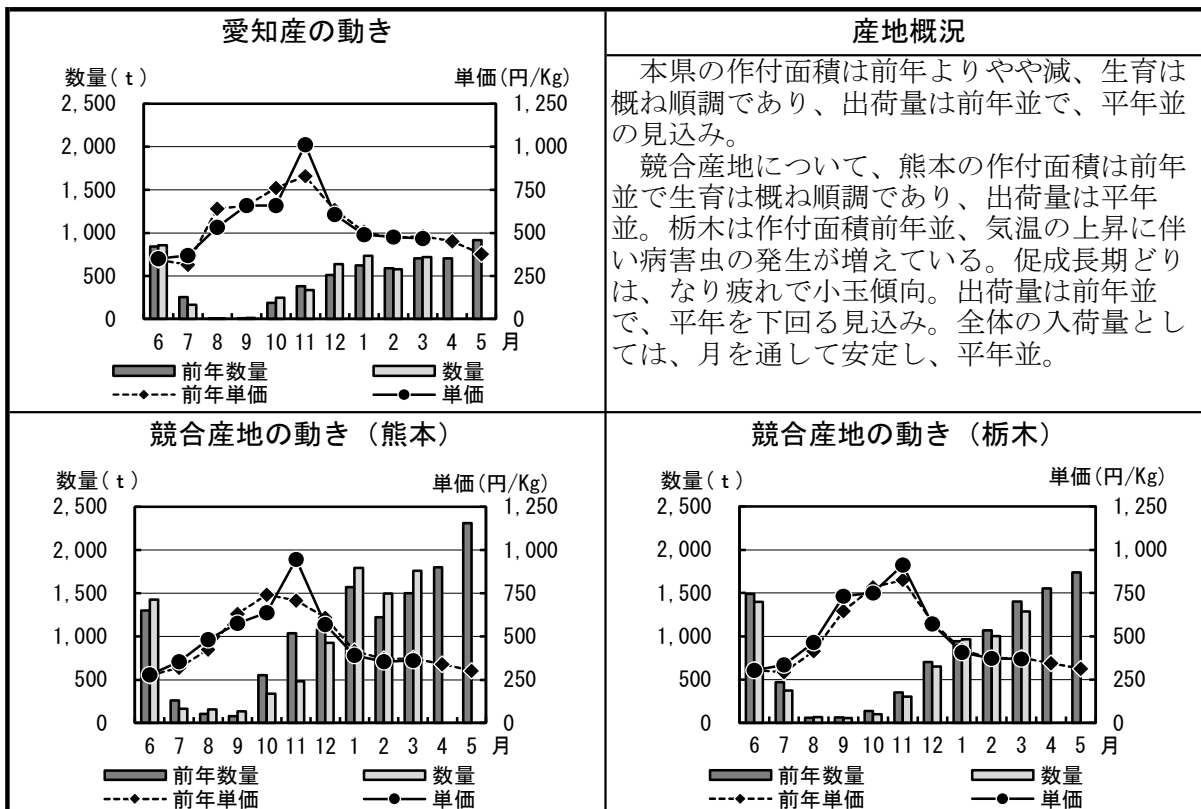 愛知産の動き
数量(t)
単価(円/Kg)
2,500
2,000
1,500
1,000
500
0
1,250
1,000
750
500
250
0
6 7 8 9 10 11 12 1 2 3 4 5 月
前年数量 数量
前年単価 単価
産地概況
本県の作付面積は前年よりやや減、生育は
概ね順調であり、出荷量は前年並で、平年並
の見込み。
競合産地について、熊本の作付面積は前年
並で生育は概ね順調であり、出荷量は平年
並。栃木は作付面積前年並、気温の上昇に伴
い病害虫の発生が増えている。促成長期どり
は、なり疲れで小玉傾向。出荷量は前年並
で、平年を下回る見込み。全体の入荷量とし
ては、月を通して安定し、平年並。
競合産地の動き（熊本）
数量(t)
単価(円/Kg)
2,500
2,000
1,500
1,000
500
0
1,250
1,000
750
500
250
0
6 7 8 9 10 11 12 1 2 3 4 5 月
前年数量 数量
前年単価 単価
競合産地の動き（栃木）
数量(t)
単価(円/Kg)
2,500
2,000
1,500
1,000
500
0
1,250
1,000
750
500
250
0
6 7 8 9 10 11 12 1 2 3 4 5 月
前年数量 数量
前年単価 単価